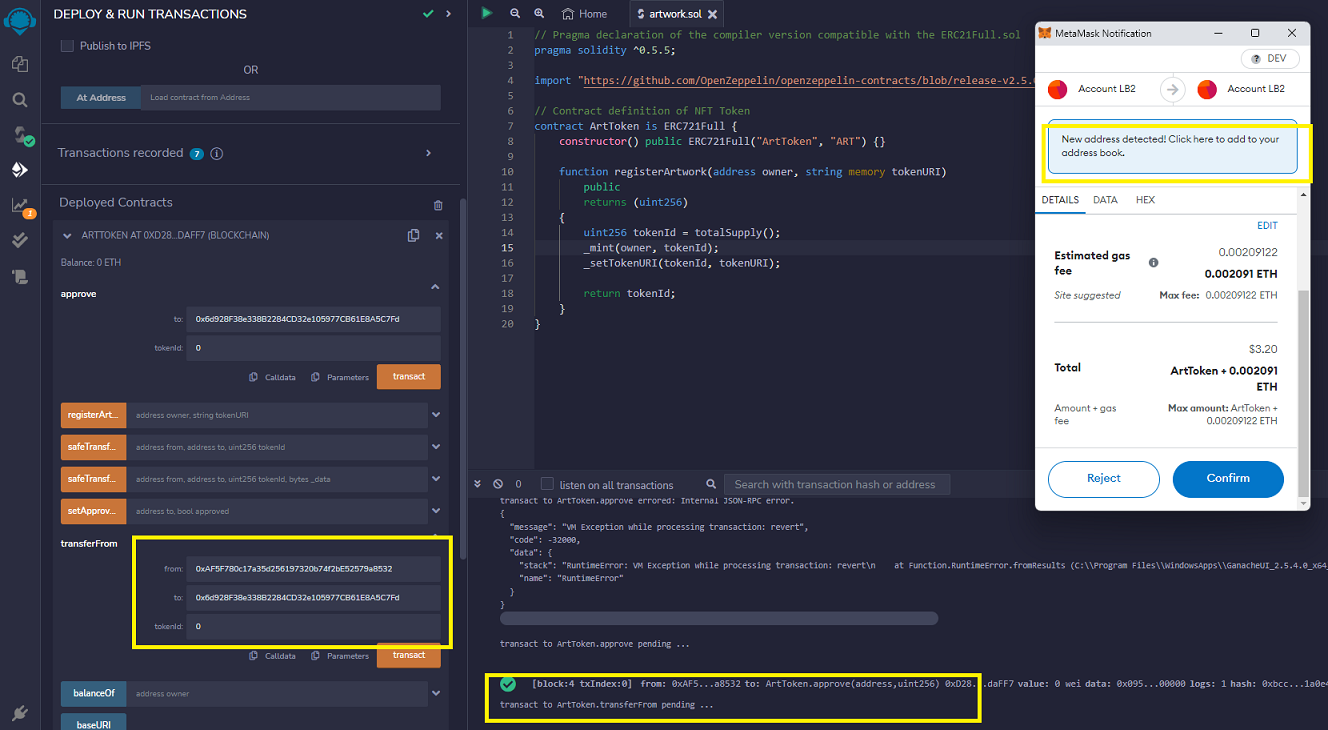 DEPLOY & RUN TRANSACTIONS
Publish to IPFS
OR
At Address
Load contract from Address
Transactions recorded 7
Deployed Contracts
ARTTOKEN AT 0XD28...DAFF7 (BLOCKCHAIN)
Balance: 0 ETH
approve
to: 0x6d928F38e338B2284CD32e105977CB61E8A5C7Fd
tokenId: 0
Calldata Parameters transact
registerArt... address owner, string tokenURI
safeTransf... address from, address to, uint256 tokenId
safeTransf... address from, address to, uint256 tokenId, bytes _data
setApprov... address to, bool approved
transferFrom
from: 0xAF5F780c17a35d256197320b74f2bE52579a8532
to: 0x6d928F38e338B2284CD32e105977CB61E8A5C7Fd
tokenId: 0
Calldata Parameters transact
balanceOf address owner
baseURI
1
Home
artwork.sol
1 // Pragma declaration of the compiler version compatible with the ERC21Full.sol
2 pragma solidity ^0.5.5;
3
4 import "https://github.com/OpenZeppelin/openzeppelin-contracts/blob/release-v2.5.0
5
6 // Contract definition of NFT Token
7 contract ArtToken is ERC721Full {
8 constructor() public ERC721Full("ArtToken", "ART") {}
9
10 function registerArtwork(address owner, string memory tokenURI)
11 public
12 returns (uint256)
13 {
14 uint256 tokenId = totalSupply();
15 _mint(owner, tokenId);
16 _setTokenURI(tokenId, tokenURI);
17
18 return tokenId;
19 }
20 }
0 listen on all transactions Search with transaction hash or address
transact to ArtToken.approve errored: Internal JSON-RPC error.
{
"message": "VM Exception while processing transaction: revert",
"code": -32000,
"data": {
"stack": "RuntimeError: VM Exception while processing transaction: revert\n at Function.RuntimeError.fromResults (C:\\Program Files\\WindowsApps\\GanacheUI_2.5.4.0_x64_
"name": "RuntimeError"
}
}
transact to ArtToken.approve pending ...
[block:4 txIndex:0] from: 0xAF5...a8532 to: ArtToken.approve(address,uint256) 0xD28...daFF7 value: 0 wei data: 0x095...00000 logs: 1 hash: 0xbcc...1a0e4
transact to ArtToken.transferFrom pending ...
MetaMask Notification
DEV
Account LB2
Account LB2
New address detected! Click here to add to your
address book.
DETAILS DATA HEX
EDIT
Estimated gas
fee
0.00209122
0.002091 ETH
Site suggested
Max fee: 0.00209122 ETH
$3.20
Total
ArtToken + 0.002091
ETH
Amount + gas
fee
Max amount: ArtToken +
0.00209122 ETH
Reject
Confirm